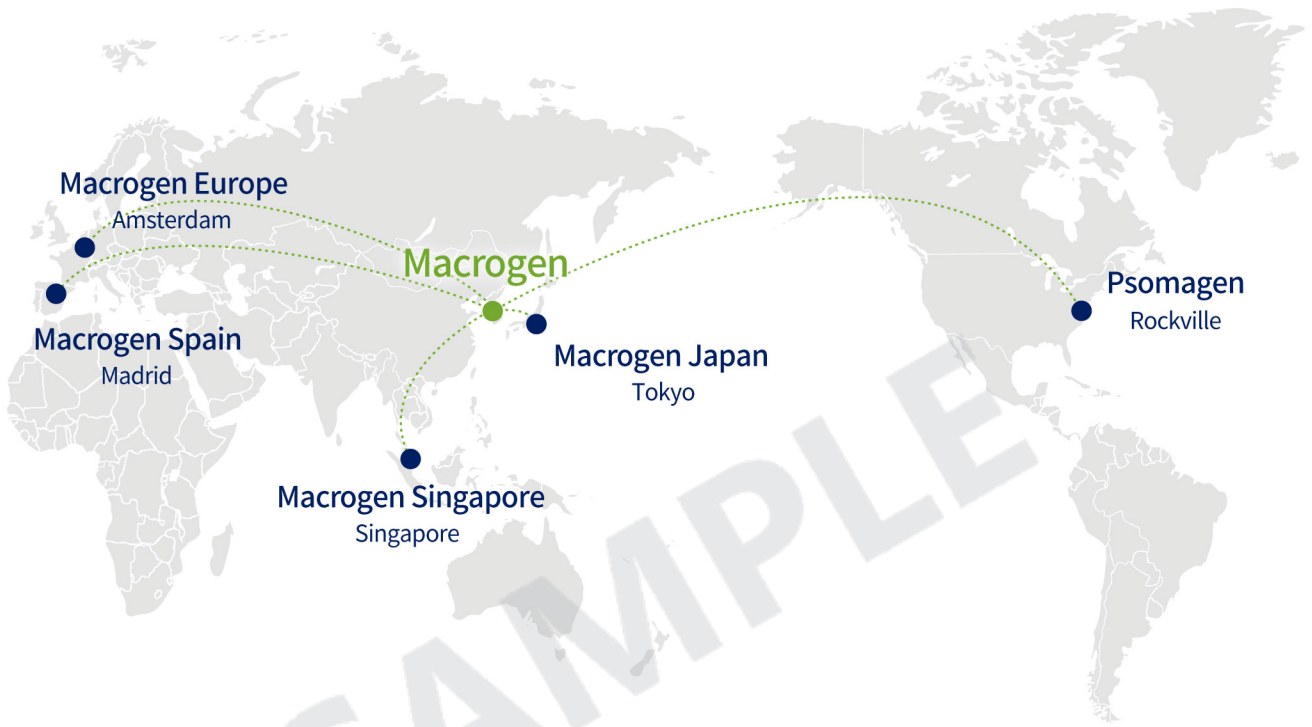 Macrogen Europe
Amsterdam
Macrogen
Psomagen
Rockville
Macrogen Spain
Madrid
Macrogen Japan
Tokyo
Macrogen Singapore
Singapore
SAMPLE